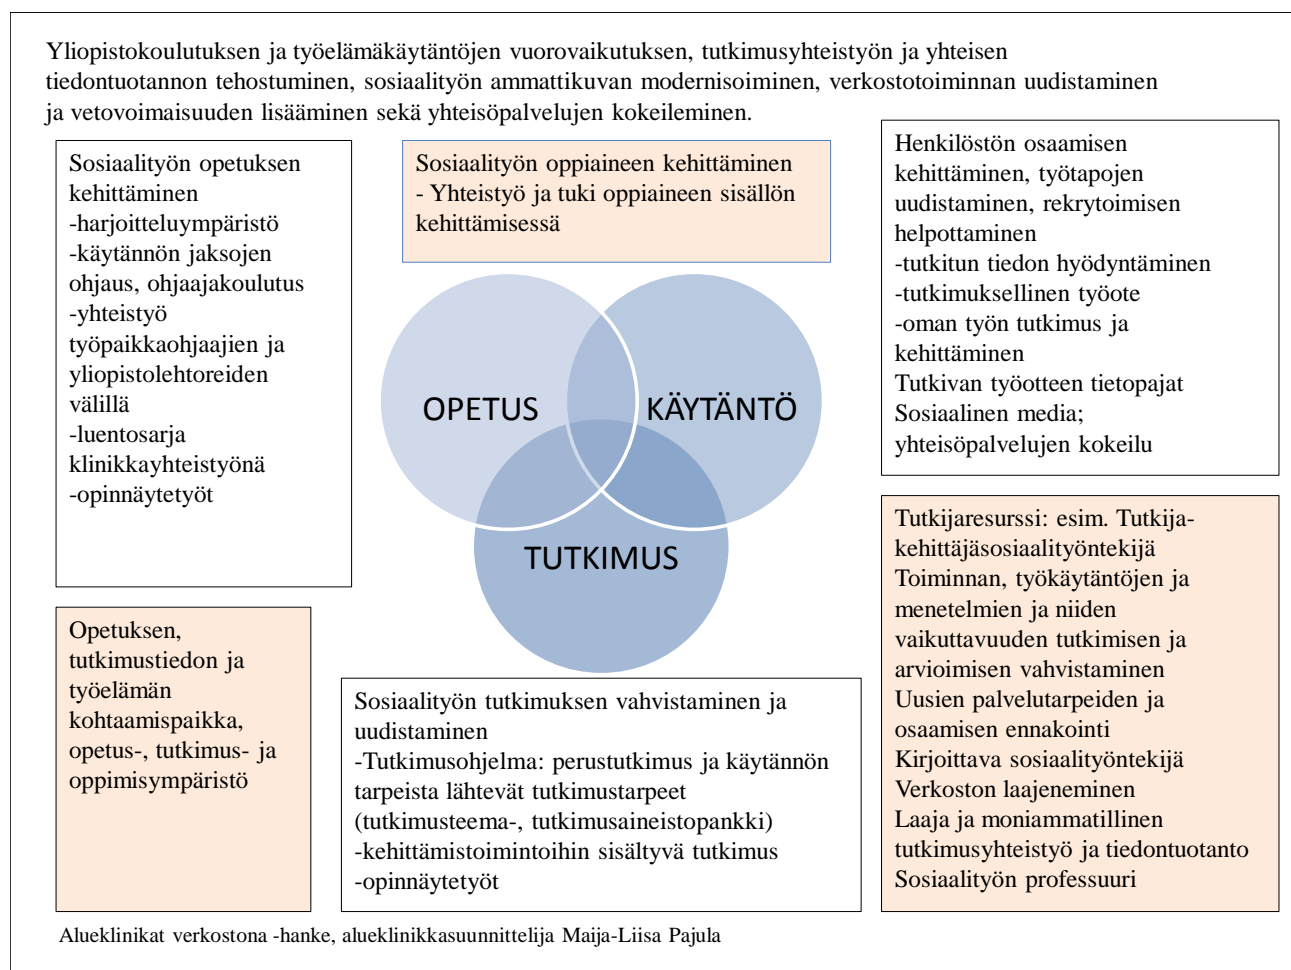 Yliopistokoulutuksen ja työelämäkäytäntöjen vuorovaikutuksen, tutkimusyhteistyön ja yhteisen
tiedontuotannon tehostuminen, sosiaalityön ammattikuvan modernisoiminen, verkostotoiminnan uudistaminen
ja vetovoimaisuuden lisääminen sekä yhteisöpalvelujen kokeileminen.
Sosiaalityön opetuksen
kehittäminen
-harjoitteluympäristö
-käytännön jaksojen
ohjaus, ohjaajakoulutus
-yhteistyö
työpaikkaohjaajien ja
yliopistolehtoreiden
välillä
-luentosarja
klinikkayhteistyönä
-opinnäytetyöt
Sosiaalityön oppiaineen kehittäminen
- Yhteistyö ja tuki oppiaineen sisällön
kehittämisessä
Henkilöstön osaamisen
kehittäminen, työtapojen
uudistaminen, rekrytoimisen
helpottaminen
-tutkitun tiedon hyödyntäminen
-tutkimuksellinen työote
-oman työn tutkimus ja
kehittäminen
Tutkivan työotteen tietopajat
Sosiaalinen media;
yhteisöpalvelujen kokeilu
OPETUS
KÄYTÄNTÖ
TUTKIMUS
Opetuksen,
tutkimustiedon ja
työelämän
kohtaamispaikka,
opetus-, tutkimus- ja
oppimisympäristö
Sosiaalityön tutkimuksen vahvistaminen ja
uudistaminen
-Tutkimusohjelma: perustutkimus ja käytännön
tarpeista lähtevät tutkimustarpeet
(tutkimusteema-, tutkimusaineistopankki)
-kehittämistoimintoihin sisältyvä tutkimus
-opinnäytetyöt
Tutkijaresurssi: esim. Tutkija-
kehittäjäsosiaalityöntekijä
Toiminnan, työkäytäntöjen ja
menetelmien ja niiden
vaikuttavuuden tutkimisen ja
arvioimisen vahvistaminen
Uusien palvelutarpeiden ja
osaamisen ennakointi
Kirjoittava sosiaalityöntekijä
Verkoston laajeneminen
Laaja ja moniammatillinen
tutkimusyhteistyö ja tiedontuotanto
Sosiaalityön professuuri
Alueklinikat verkostona -hanke, alueklinikkasuunnittelija Maija-Liisa Pajula